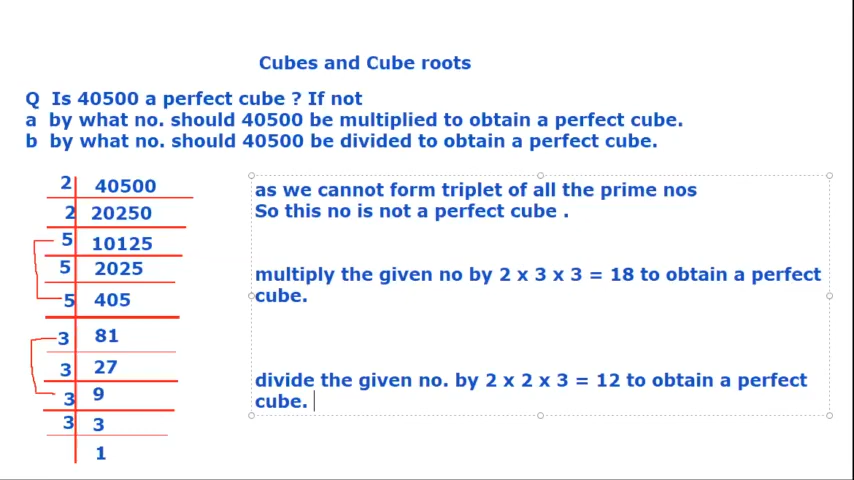 Cubes and Cube roots
Q Is 40500 a perfect cube ? If not
a by what no. should 40500 be multiplied to obtain a perfect cube.
b by what no. should 40500 be divided to obtain a perfect cube.
2 40500
2 20250
5 10125
5 2025
5 405
3 81
3 27
3 9
3 3
1
as we cannot form triplet of all the prime nos
So this no is not a perfect cube .
multiply the given no by 2 x 3 x 3 = 18 to obtain a perfect
cube.
divide the given no. by 2 x 2 x 3 = 12 to obtain a perfect
cube.